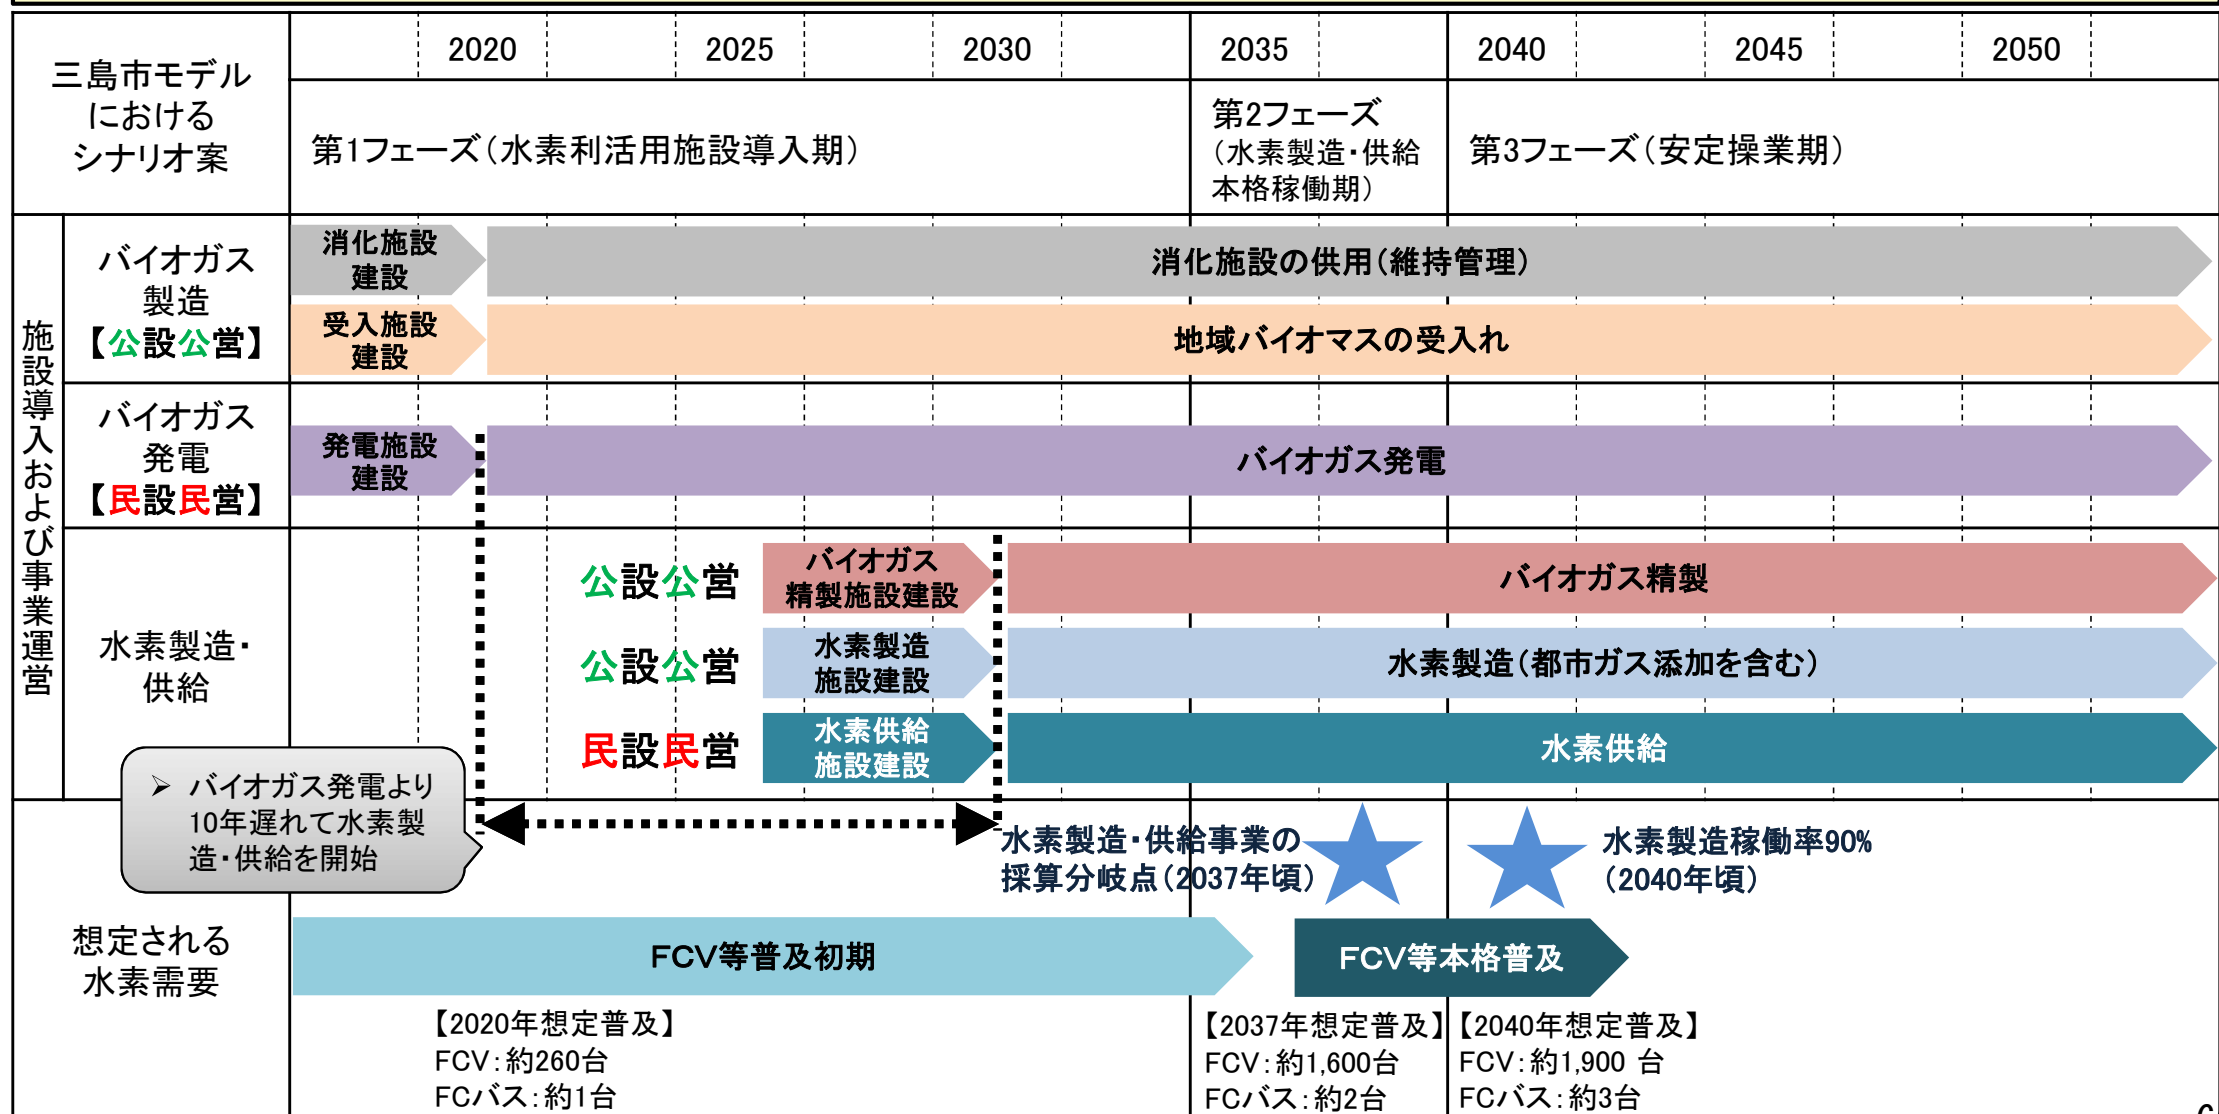 三島市モデル
における
シナリオ案
2020
2025
2030
2035
2040
2045
2050
第1フェーズ（水素利活用施設導入期）
第2フェーズ
（水素製造・供給
本格稼働期）
第3フェーズ（安定操業期）
施設導入および事業運営
バイオガス
製造
【公設公営】
消化施設
建設
消化施設の供用（維持管理）
受入施設
建設
地域バイオマスの受入れ
バイオガス
発電
【民設民営】
発電施設
建設
バイオガス発電
水素製造・
供給
公設公営
バイオガス
精製施設建設
バイオガス精製
公設公営
水素製造
施設建設
水素製造（都市ガス添加を含む）
民設民営
水素供給
施設建設
水素供給
➢ バイオガス発電より
10年遅れて水素製
造・供給を開始
水素製造・供給事業の
採算分岐点（2037年頃）
水素製造稼働率90%
（2040年頃）
想定される
水素需要
FCV等普及初期
FCV等本格普及
【2020年想定普及】
FCV：約260台
FCバス：約1台
【2037年想定普及】
FCV：約1,600台
FCバス：約2台
【2040年想定普及】
FCV：約1,900 台
FCバス：約3台